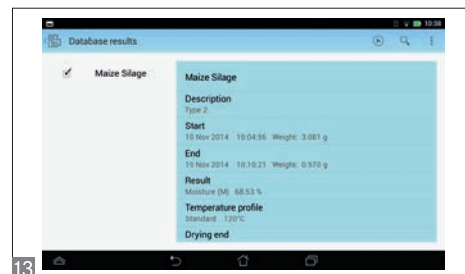 10:38
Database results
Maize Silage
Maize Silage
Description
Type 2
Start
19 Nov 2014 10:04:56 Weight: 3.081 g
End
19 Nov 2014 10:10:21 Weight: 0.970 g
Result
Moisture (M) 68.53 %
Temperature profile
Standard 120°C
Drying end
13